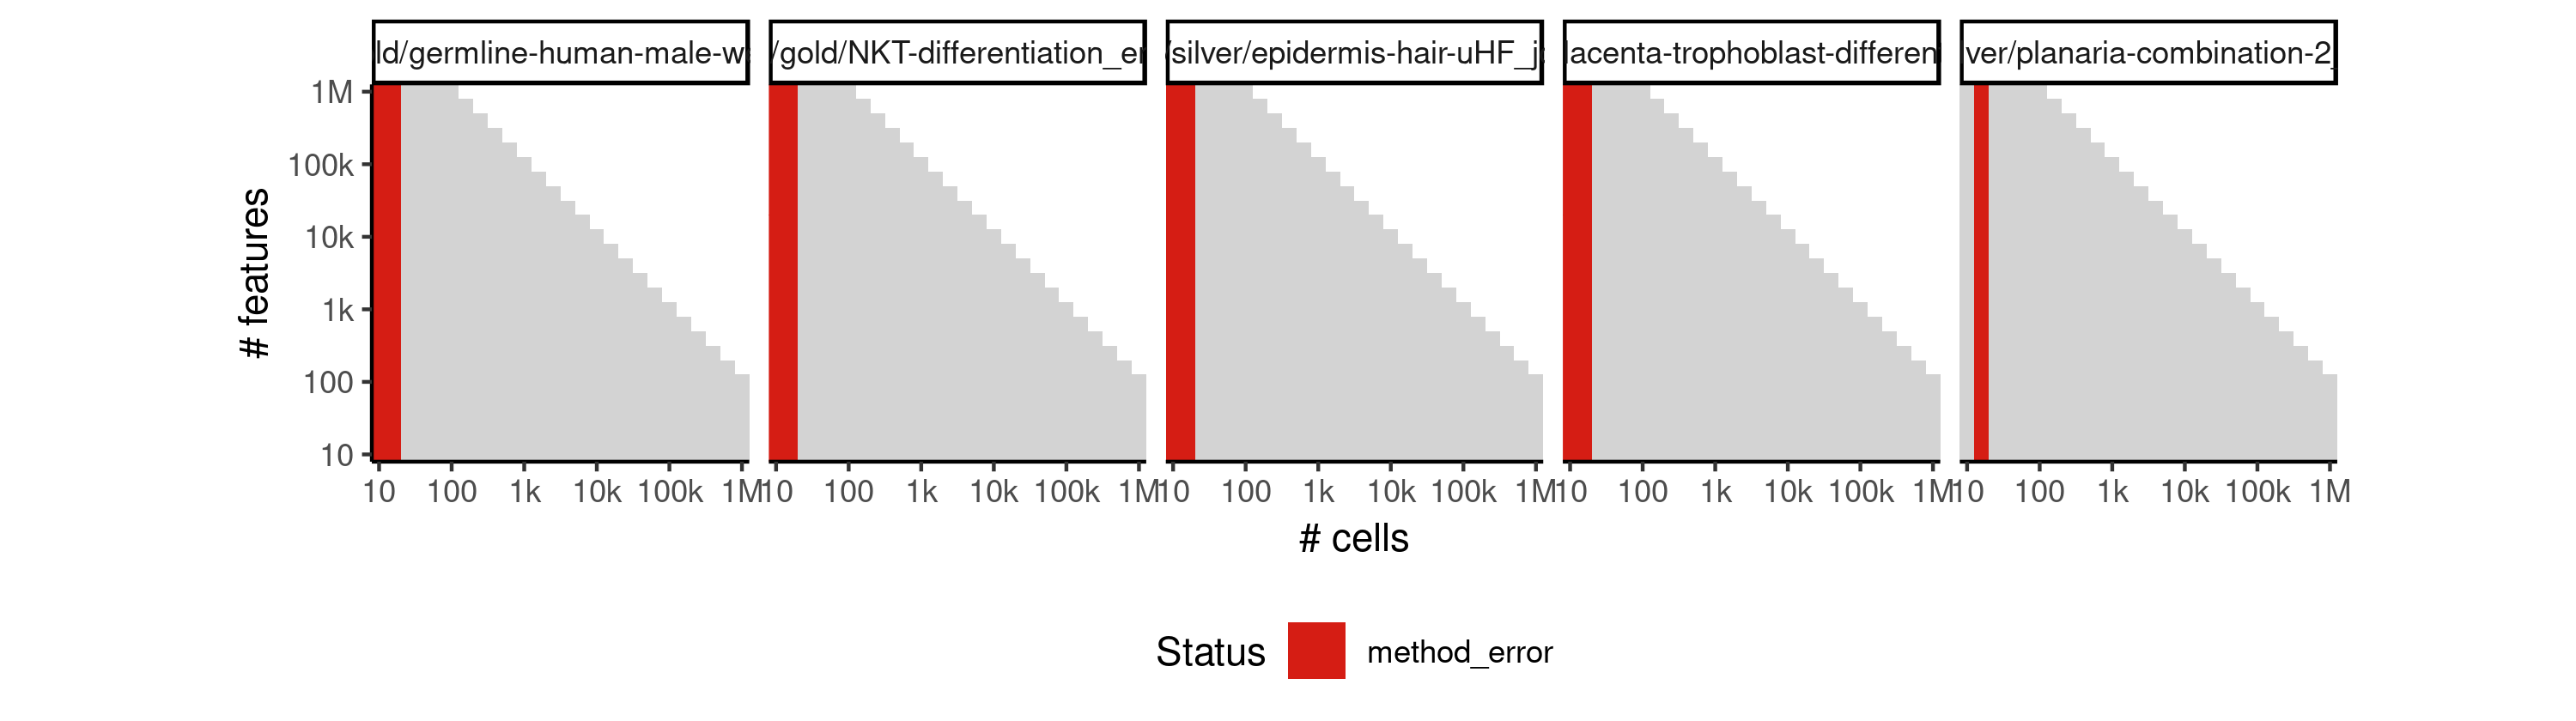 ld/germline-human-male-w
/gold/NKT-differentiation_er
/silver/epidermis-hair-uHF_j
lacenta-trophoblast-differen
ver/planaria-combination-2
1M
100k
10k
1k
100
10
# features
10 100 1k 10k 100k 1M
10 100 1k 10k 100k 1M
10 100 1k 10k 100k 1M
10 100 1k 10k 100k 1M
10 100 1k 10k 100k 1M
# cells
Status method_error